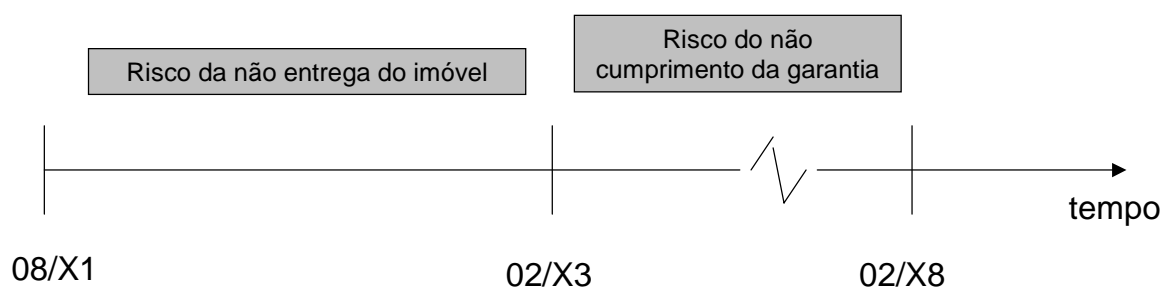 Risco da não entrega do imóvel
Risco do não
cumprimento da garantia
tempo
08/X1
02/X3
02/X8